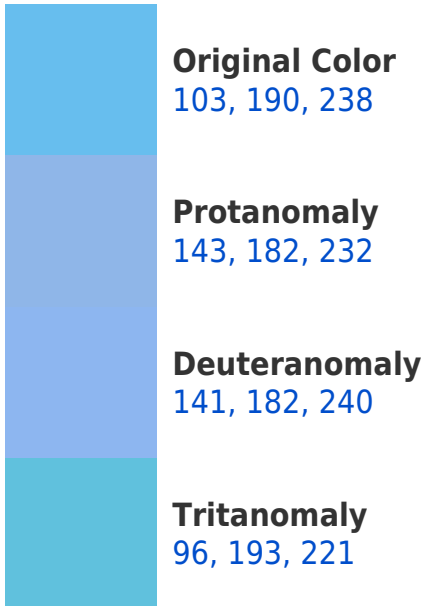 Original Color
103, 190, 238
Protanomaly
143, 182, 232
Deuteranomaly
141, 182, 240
Tritanomaly
96, 193, 221